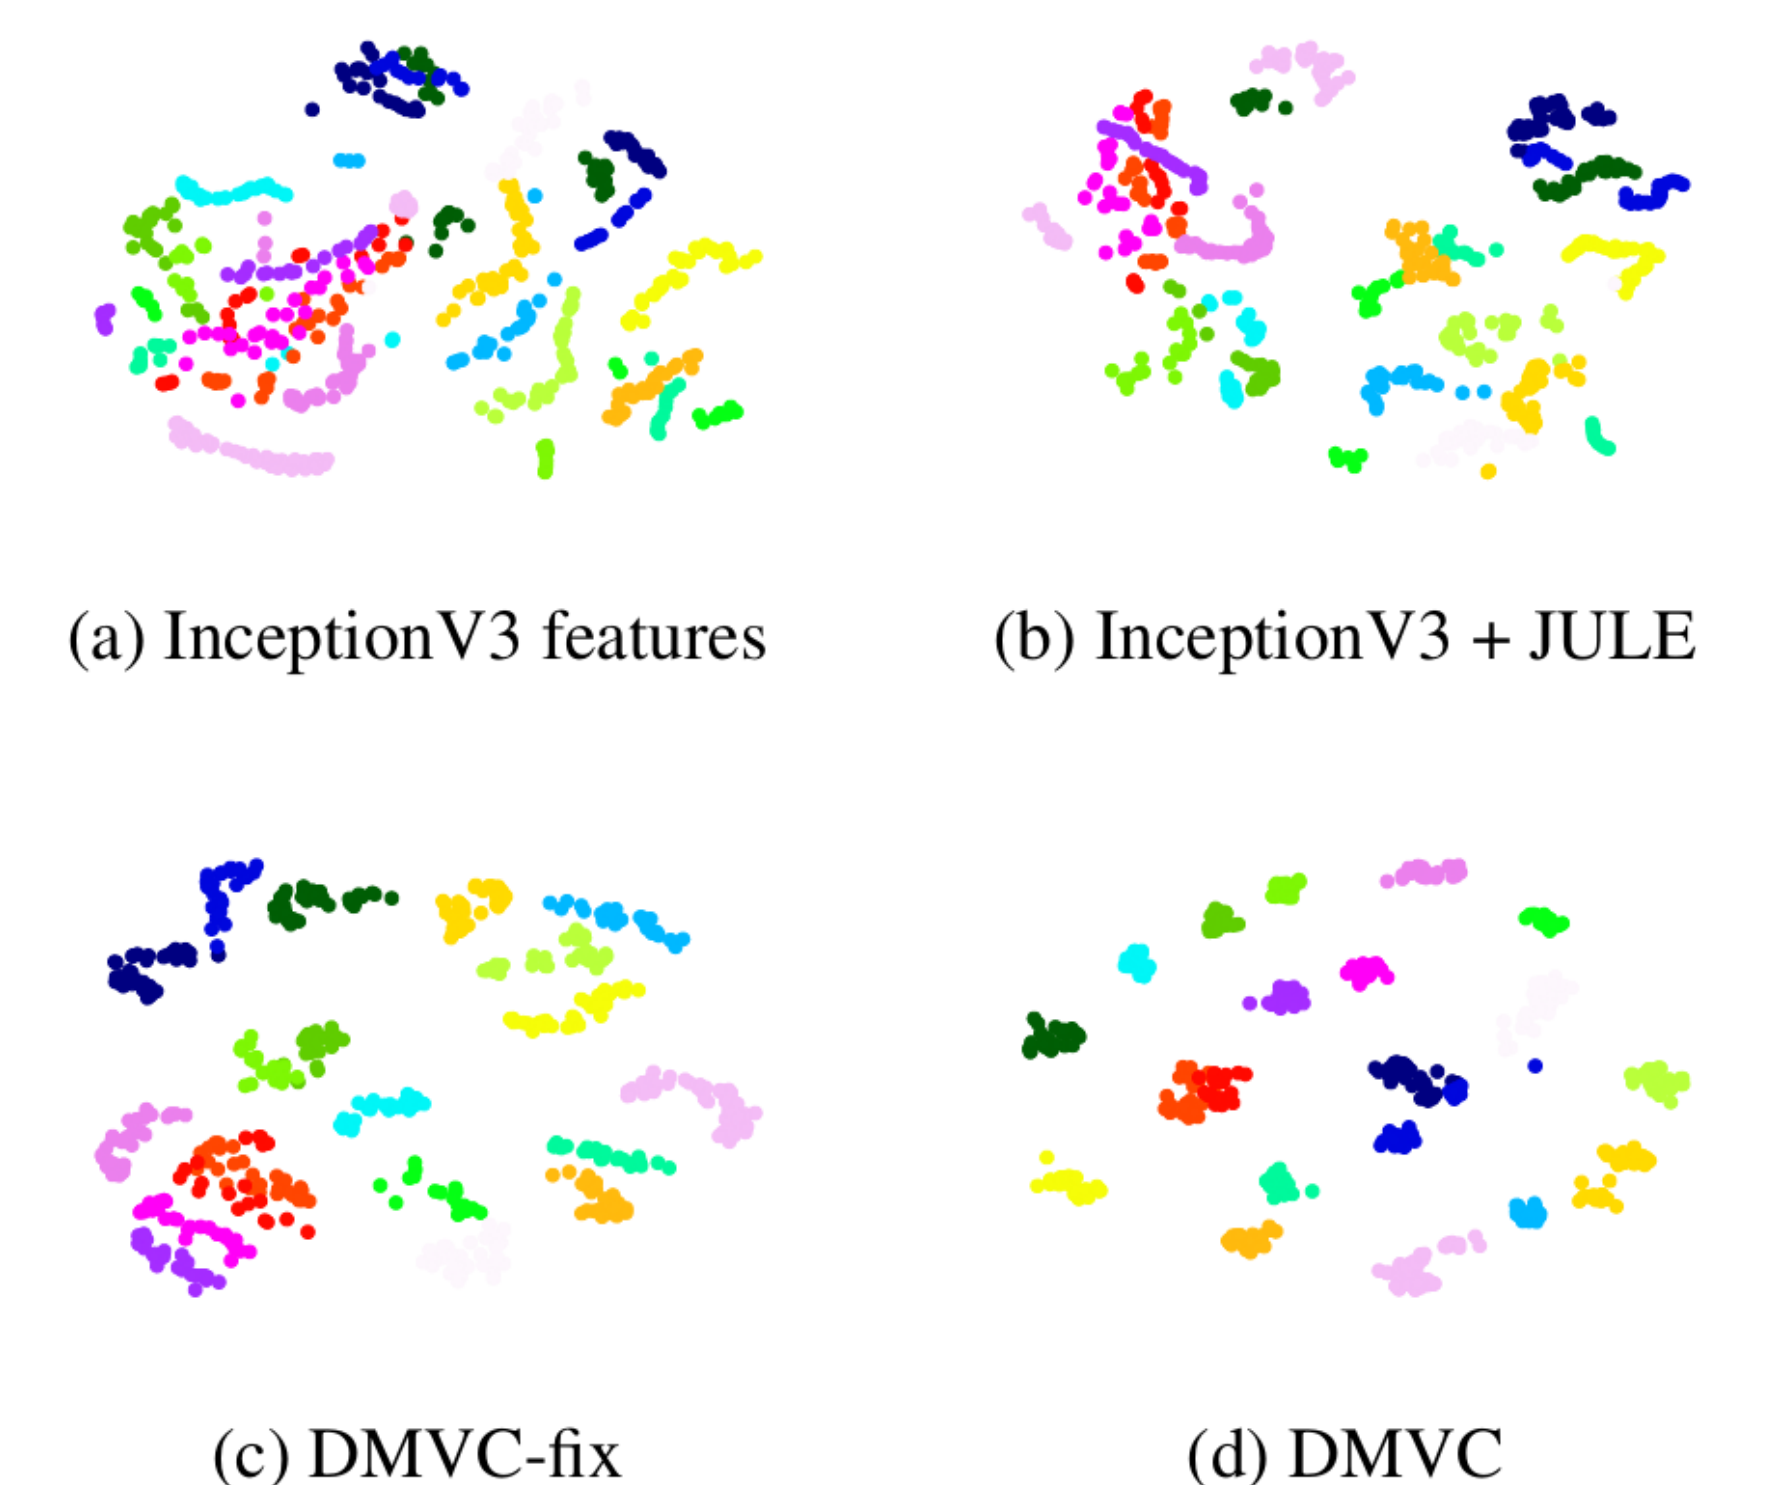 (a) InceptionV3 features
(b) InceptionV3 + JULE
(c) DMVC-fix
(d) DMVC